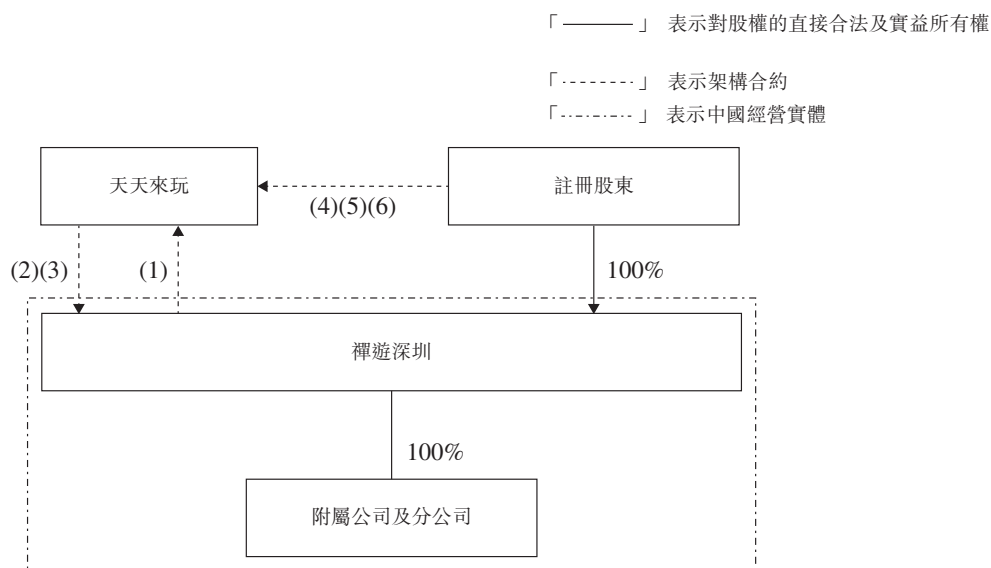 「———」 表示對股權的直接合法及實益所有權
「-------」 表示架構合約
「-·-·-·-」 表示中國經營實體
天天來玩
註冊股東
(4)(5)(6)
(2)(3)
(1)
100%
禪遊深圳
100%
附屬公司及分公司